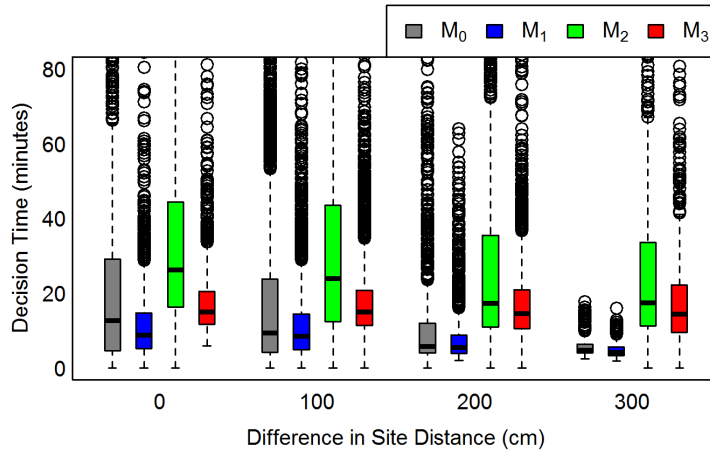 M₀ M₁ M₂ M₃
80
60
40
20
0
Decision Time (minutes)
0 100 200 300
Difference in Site Distance (cm)